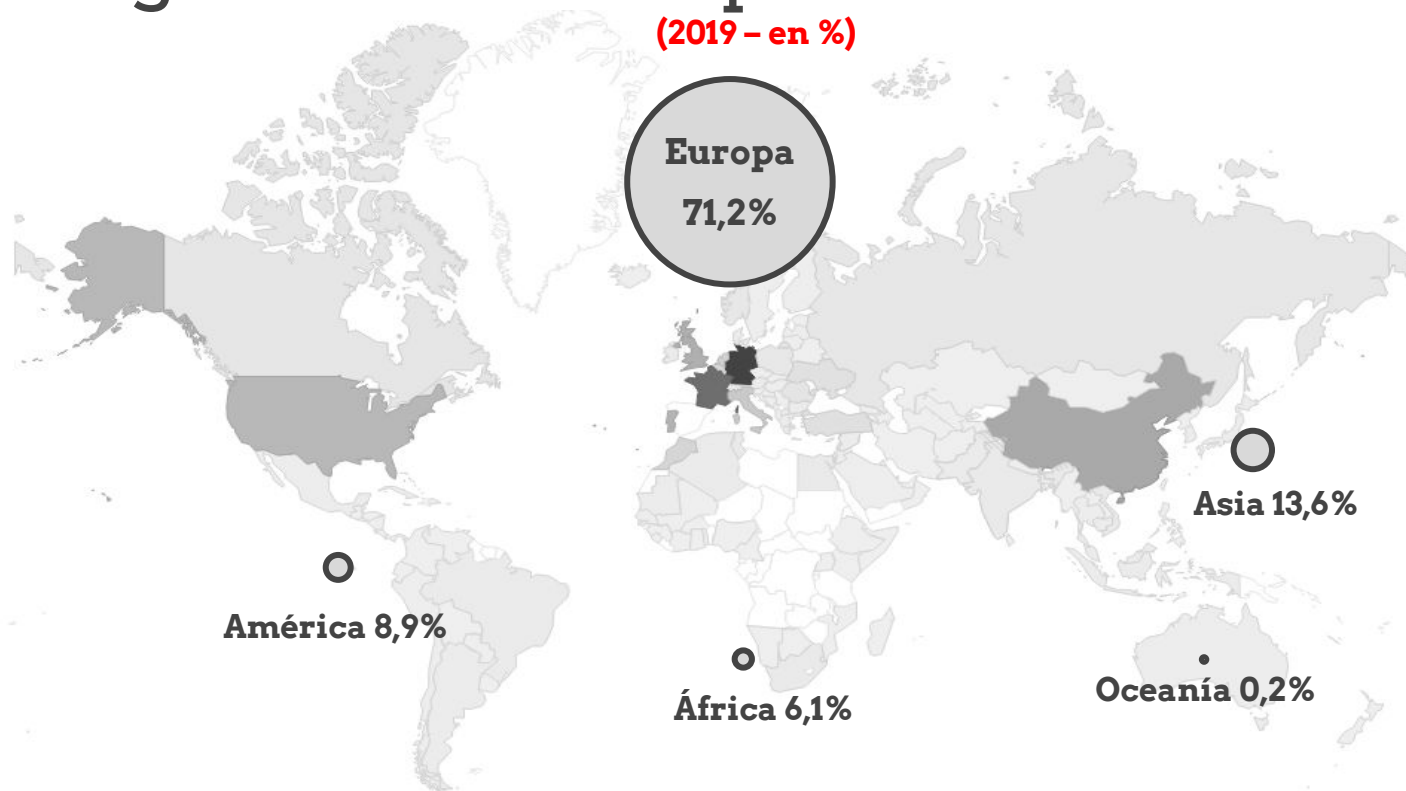 (2019 – en %)
Europa
71,2%
Asia 13,6%
América 8,9%
Oceanía 0,2%
África 6,1%